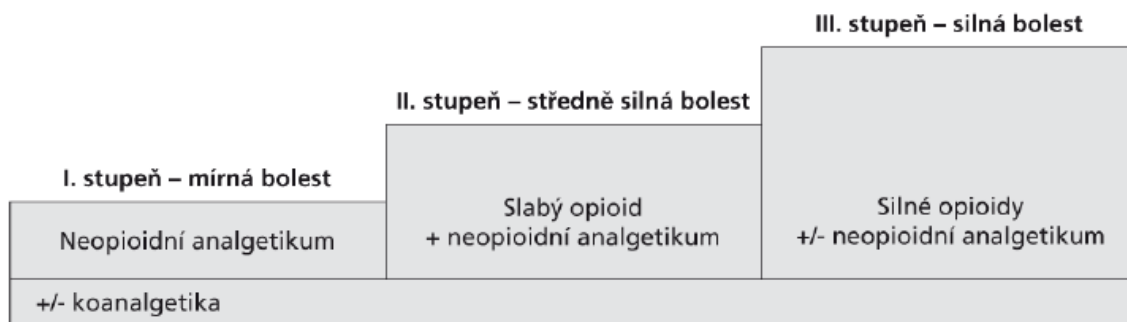 I. stupeň – mírná bolest
Neopioidní analgetikum
II. stupeň – středně silná bolest
Slabý opioid
+ neopioidní analgetikum
III. stupeň – silná bolest
Silné opioidy
+/- neopioidní analgetikum
+/- koanalgetika